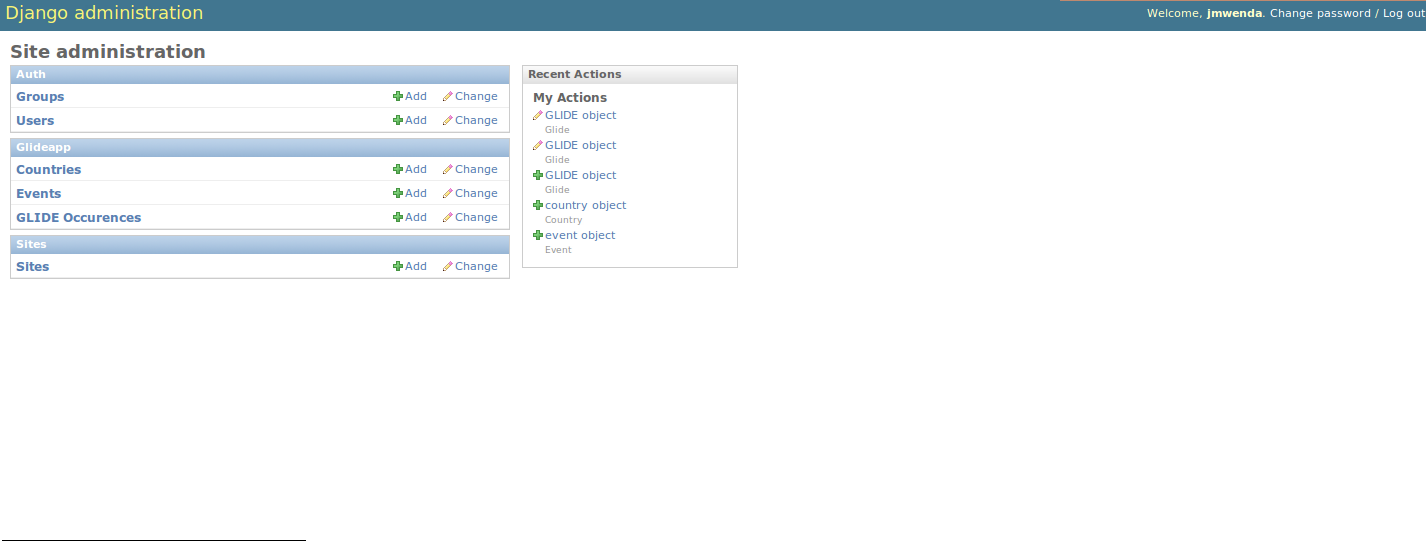 Django administration
Welcome, jmwenda. Change password / Log out
Site administration
Auth
Groups Add Change
Users Add Change
Glideapp
Countries Add Change
Events Add Change
GLIDE Occurences Add Change
Sites
Sites Add Change
Recent Actions
My Actions
GLIDE object
Glide
GLIDE object
Glide
GLIDE object
Glide
country object
Country
event object
Event